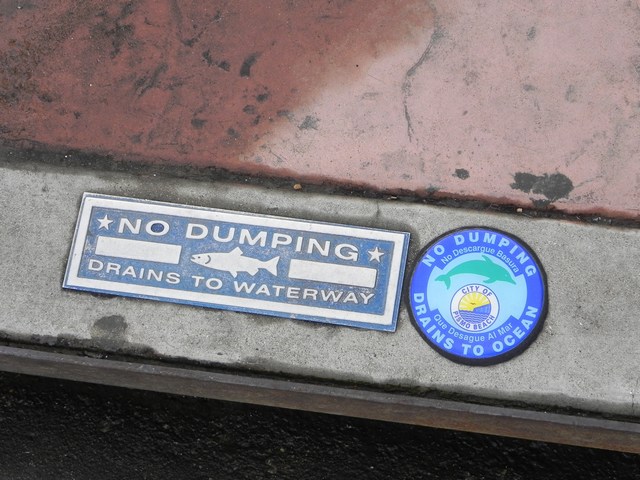 NO DUMPING
DRAINS TO WATERWAY
NO DUMPING
No Descargue Basura
CITY OF
PISMO BEACH
Que Desague Al Mar
DRAINS TO OCEAN